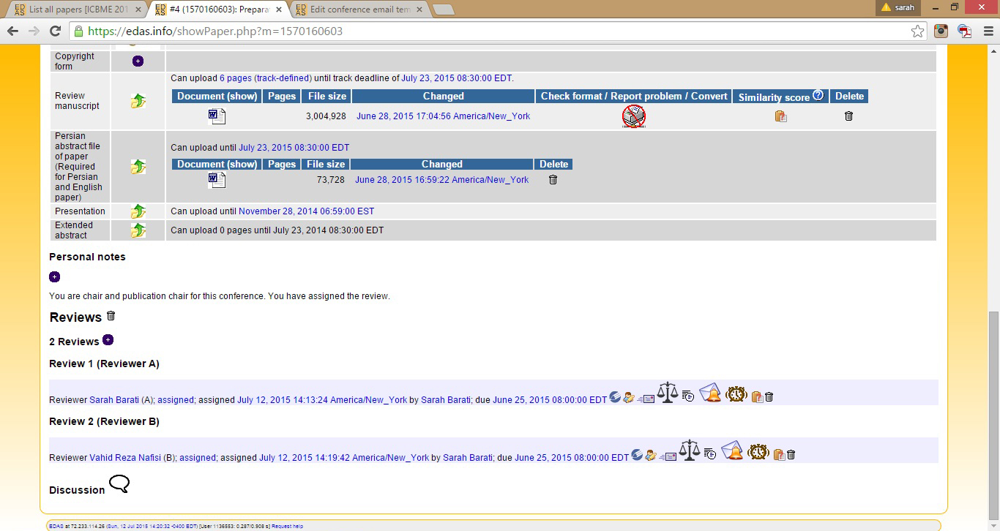 List all papers [ICBME 201
#4 (1570160603): Prepara
Edit conference email tem
sarah
https://edas.info/showPaper.php?m=1570160603
Copyright form
Review manuscript
Can upload 6 pages (track-defined) until track deadline of July 23, 2015 08:30:00 EDT.
Document (show) Pages File size Changed Check format / Report problem / Convert Similarity score ? Delete
3,004,928 June 28, 2015 17:04:56 America/New_York
Persian abstract file of paper (Required for Persian and English paper)
Can upload until July 23, 2015 08:30:00 EDT
Document (show) Pages File size Changed Delete
73,728 June 28, 2015 16:59:22 America/New_York
Presentation Can upload until November 28, 2014 06:59:00 EST
Extended abstract Can upload 0 pages until July 23, 2014 08:30:00 EDT
Personal notes
You are chair and publication chair for this conference. You have assigned the review.
Reviews
2 Reviews
Review 1 (Reviewer A)
Reviewer Sarah Barati (A); assigned; assigned July 12, 2015 14:13:24 America/New_York by Sarah Barati; due June 25, 2015 08:00:00 EDT
Review 2 (Reviewer B)
Reviewer Vahid Reza Nafisi (B); assigned; assigned July 12, 2015 14:19:42 America/New_York by Sarah Barati; due June 25, 2015 08:00:00 EDT
Discussion
EDAS at 72.233.114.26 (Sun, 12 Jul 2015 14:20:32 -0400 EDT) [User 1136553: 0.287/0.908 s] Request help